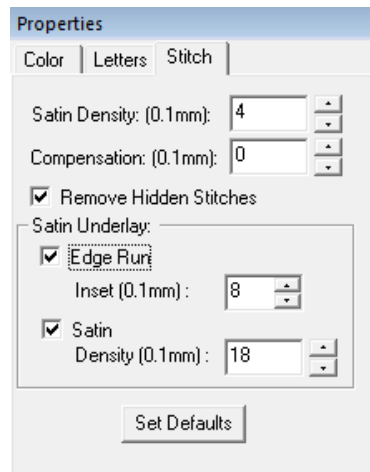 Properties
Color Letters Stitch
Satin Density: (0.1mm): 4
Compensation: (0.1mm): 0
Remove Hidden Stitches
Satin Underlay:
Edge Run
Inset (0.1mm) : 8
Satin
Density (0.1mm) : 18
Set Defaults